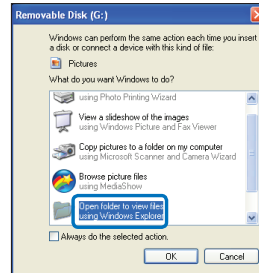 Removable Disk (G:)
Windows can perform the same action each time you insert
a disk or connect a device with this kind of file:
Pictures
What do you want Windows to do?
using Photo Printing Wizard
View a slideshow of the images
using Windows Picture and Fax Viewer
Copy pictures to a folder on my computer
using Microsoft Scanner and Camera Wizard
Browse picture files
using MediaShow
Open folder to view files
using Windows Explorer
Always do the selected action.
OK Cancel